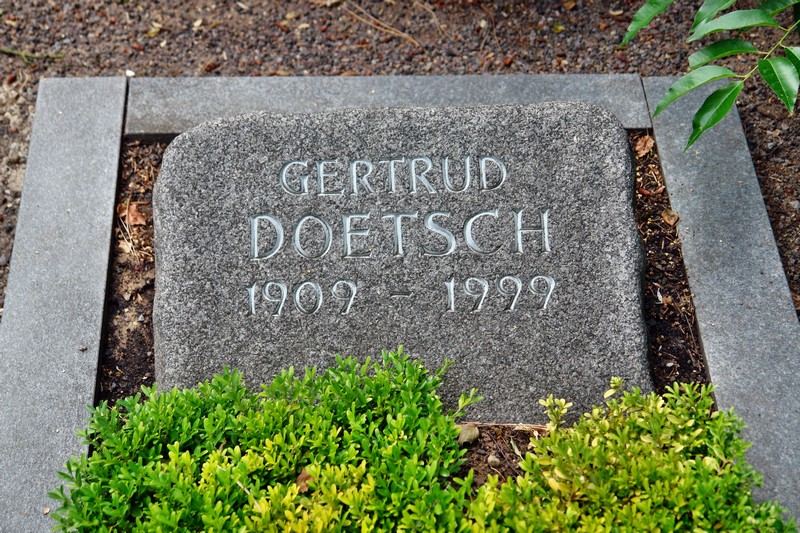 GERTRUD
DOETSCH
1909 - 1999